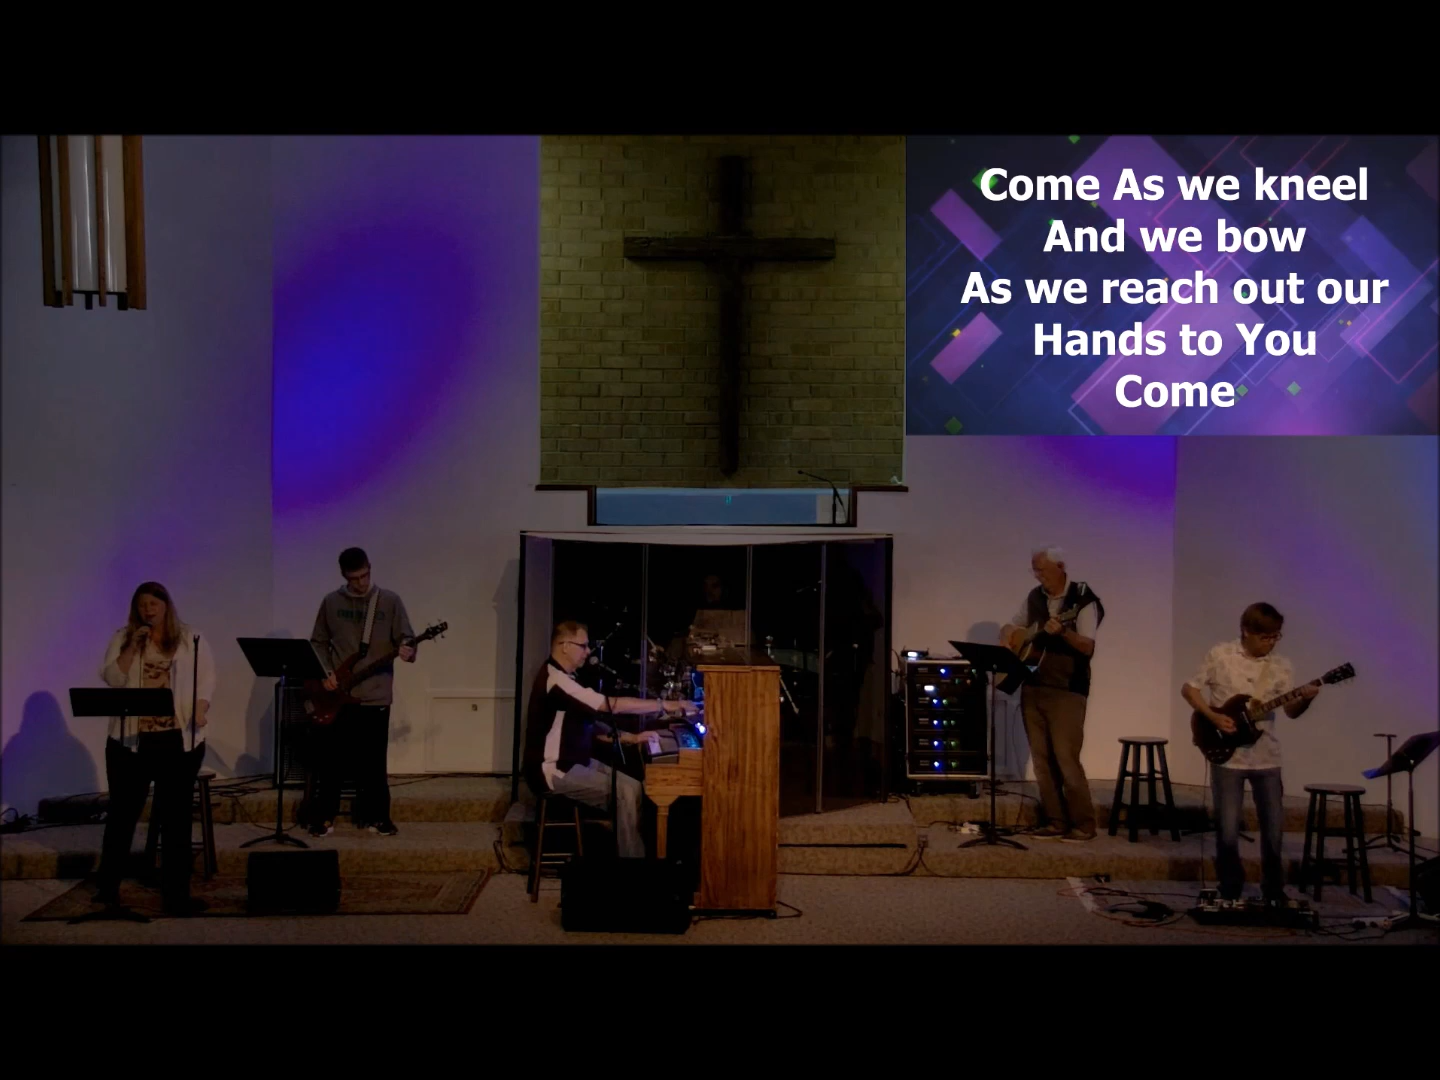 Come As we kneel
And we bow
As we reach out our
Hands to You
Come